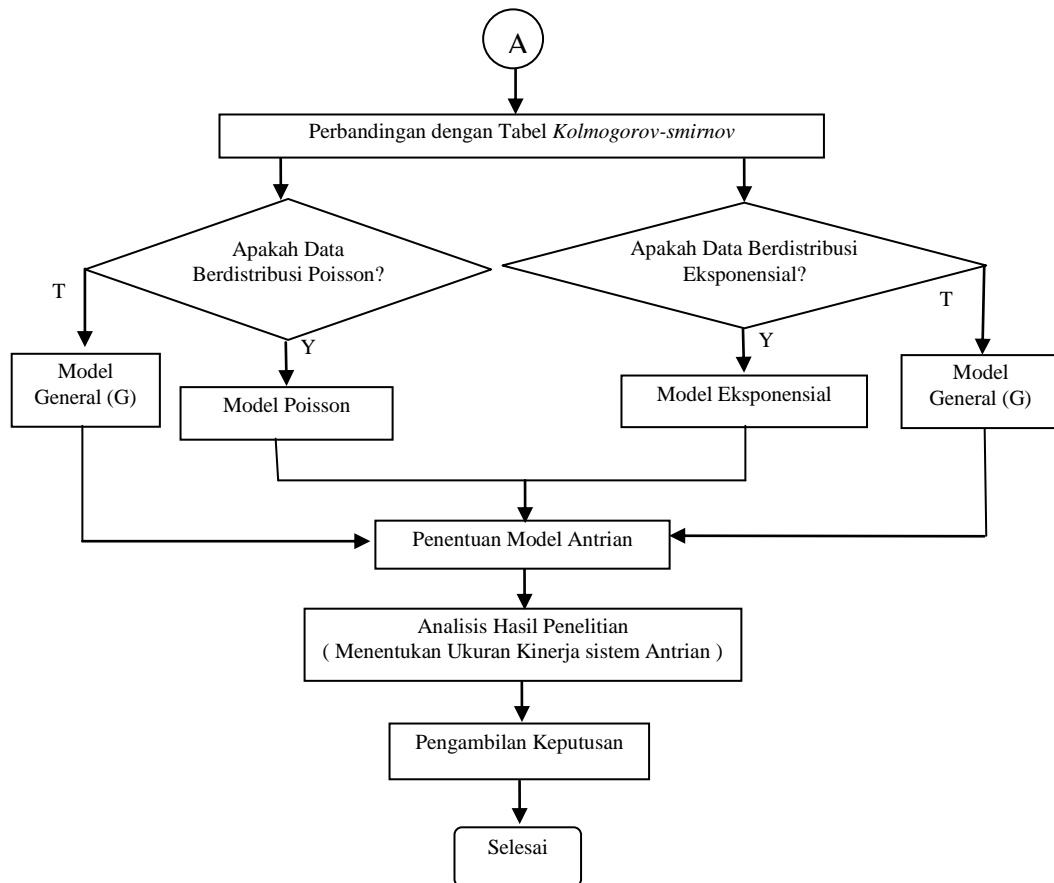 A
Perbandingan dengan Tabel Kolmogorov-smirnov
Apakah Data
Berdistribusi Poisson?
Apakah Data Berdistribusi
Eksponensial?
T
Y
Y
T
Model
General (G)
Model Poisson
Model Eksponensial
Model
General (G)
Penentuan Model Antrian
Analisis Hasil Penelitian
( Menentukan Ukuran Kinerja sistem Antrian )
Pengambilan Keputusan
Selesai